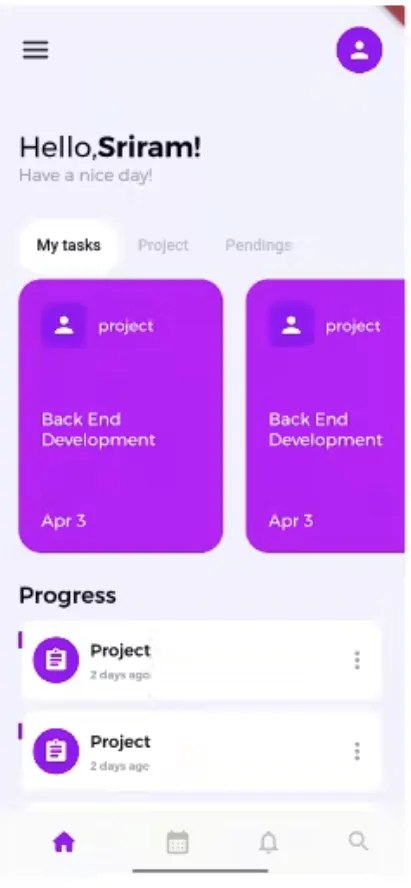 Hello,Sriram!
Have a nice day!
My tasks Project Pendings
project project
Back End Back End
Development Development
Apr 3 Apr 3
Progress
Project
2 days ago
Project
2 days ago